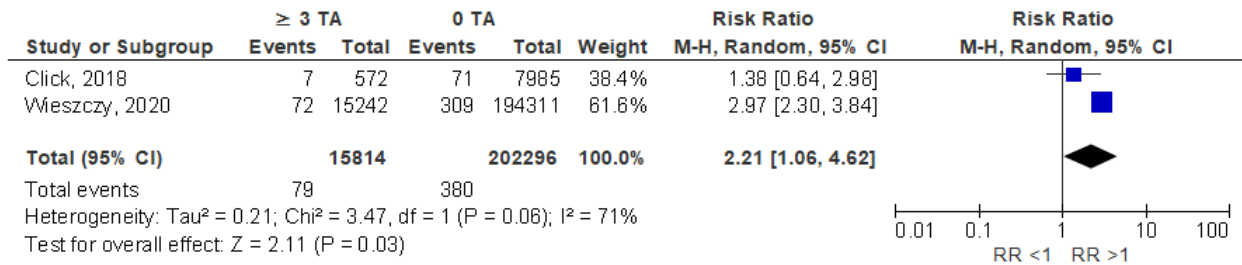 ≥ 3 TA 0 TA Risk Ratio Risk Ratio
Study or Subgroup Events Total Events Total Weight M-H, Random, 95% CI M-H, Random, 95% CI
Click, 2018 7 572 71 7985 38.4% 1.38 [0.64, 2.98]
Wieszczy, 2020 72 15242 309 194311 61.6% 2.97 [2.30, 3.84]
Total (95% CI) 15814 202296 100.0% 2.21 [1.06, 4.62]
Total events 79 380
Heterogeneity: Tau² = 0.21; Chi² = 3.47, df = 1 (P = 0.06); I² = 71%
Test for overall effect: Z = 2.11 (P = 0.03)
0.01 0.1 1 10 100
RR <1 RR >1